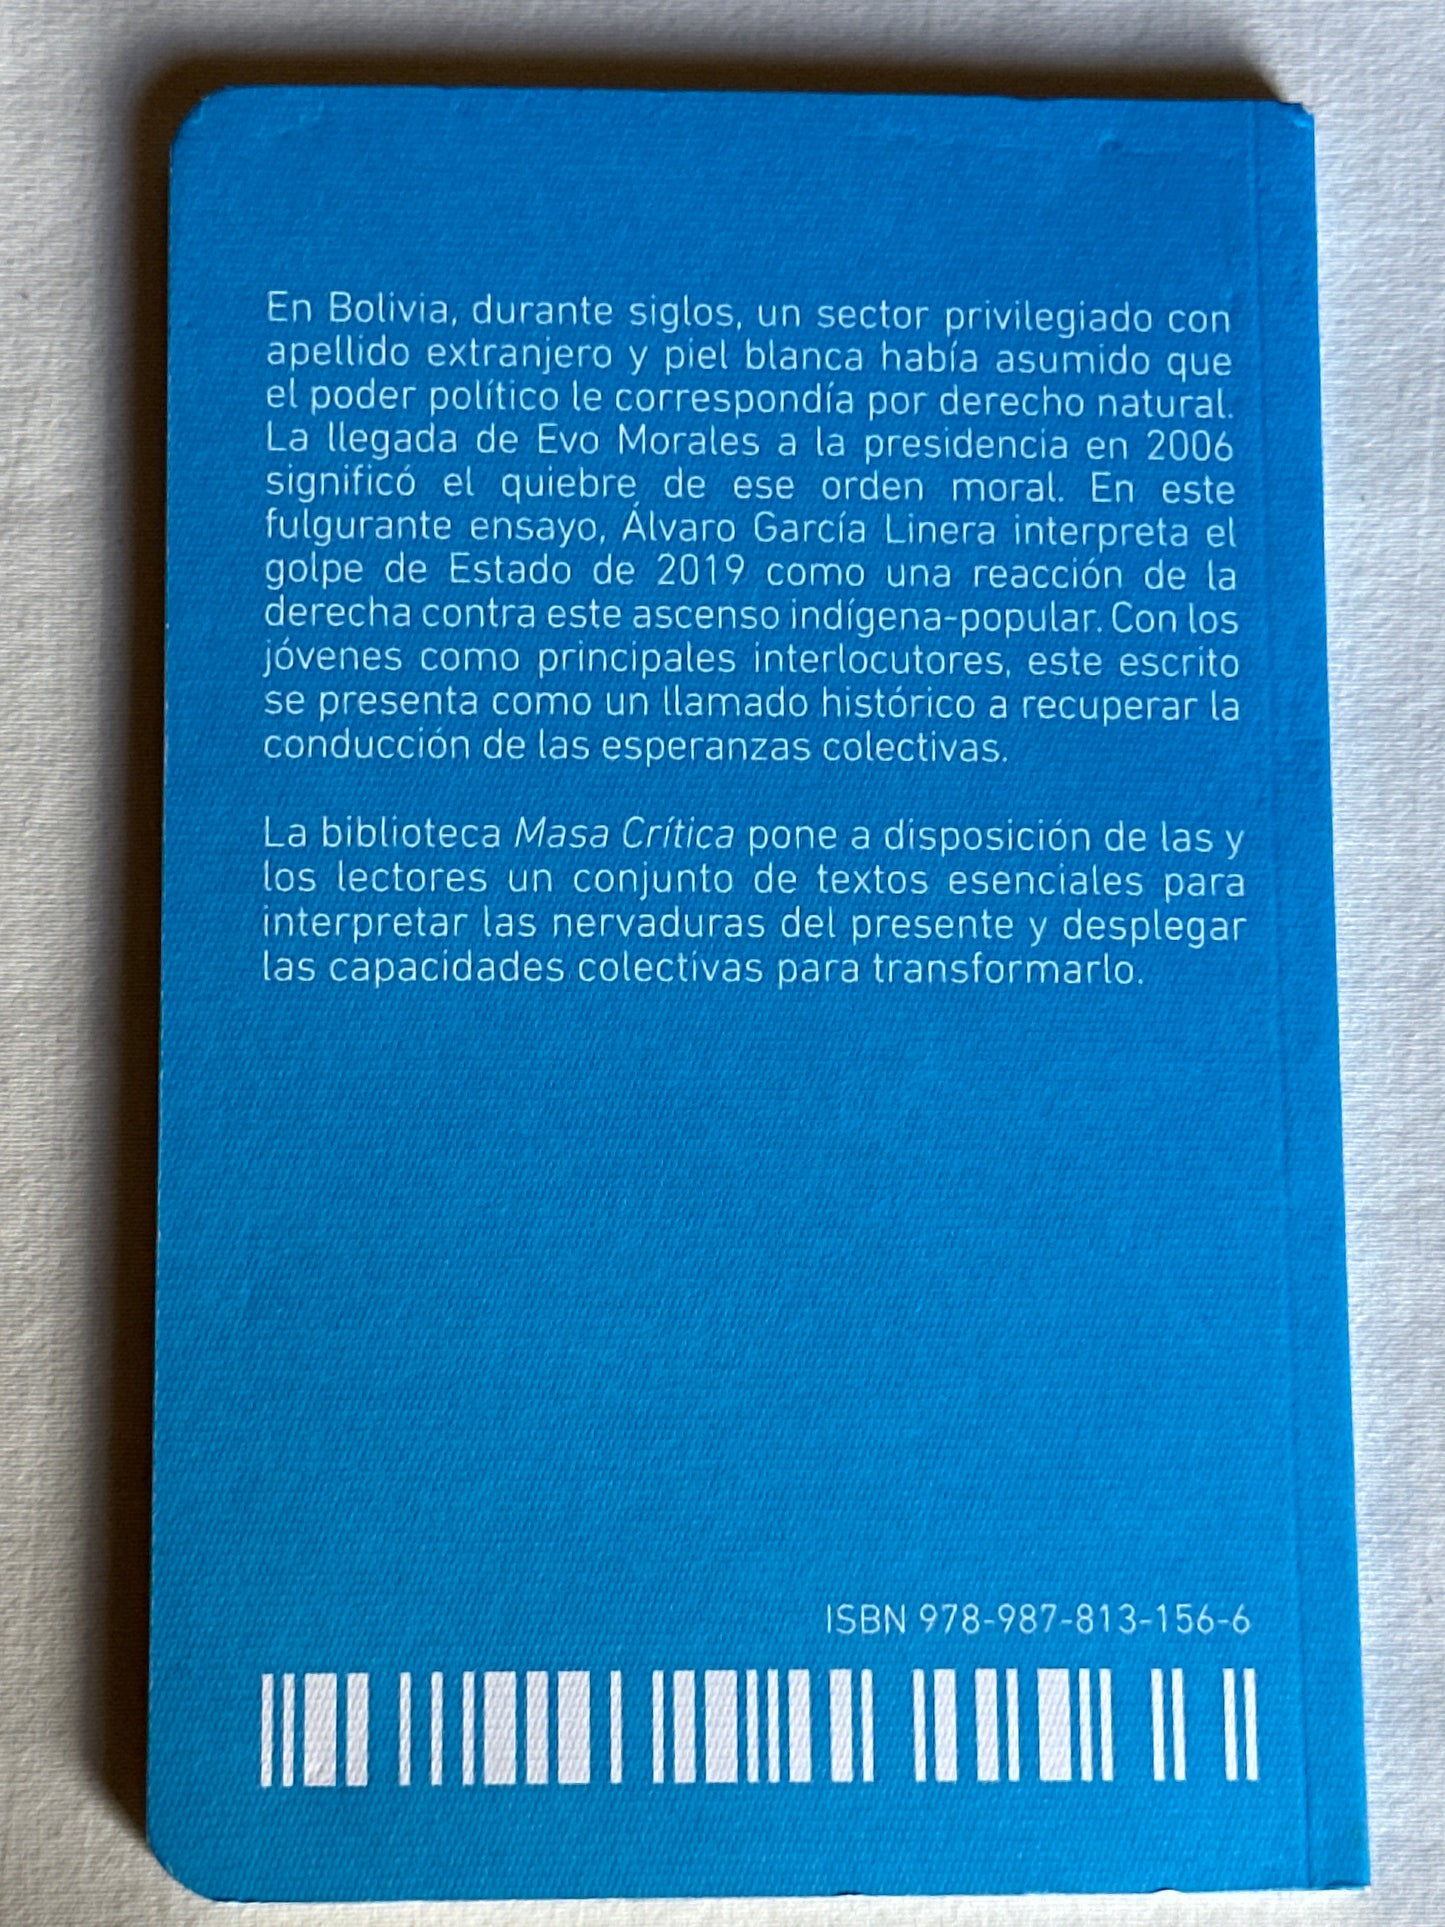 En Bolivia, durante siglos, un sector privilegiado con
apellido extranjero y piel blanca había asumido que
el poder político le correspondía por derecho natural.
La llegada de Evo Morales a la presidencia en 2006
significó el quiebre de ese orden moral. En este
fulgurante ensayo, Álvaro García Linera interpreta el
golpe de Estado de 2019 como una reacción de la
derecha contra este ascenso indígena-popular. Con los
jóvenes como principales interlocutores, este escrito
se presenta como un llamado histórico a recuperar la
conducción de las esperanzas colectivas.
La biblioteca Masa Crítica pone a disposición de las y
los lectores un conjunto de textos esenciales para
interpretar las nervaduras del presente y desplegar
las capacidades colectivas para transformarlo.
ISBN 978-987-813-156-6